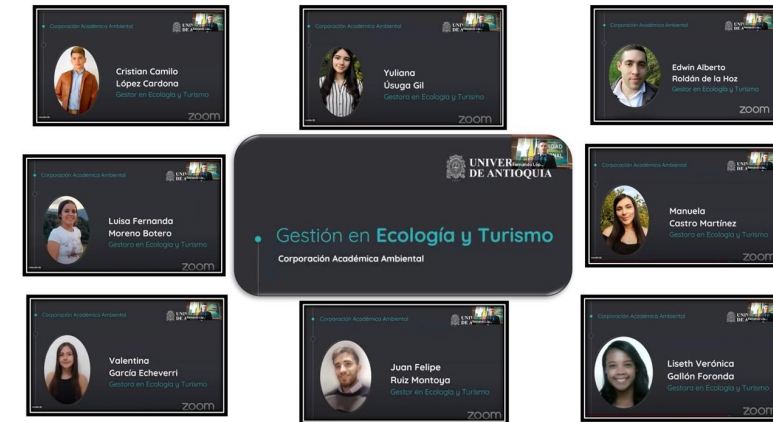 Corporación Académica Ambiental
Cristian Camilo
López Cardona
Gestor en Ecología y Turismo
zoom
Corporación Académica Ambiental
Yuliana
Úsuga Gil
Gestora en Ecología y Turismo
zoom
Corporación Académica Ambiental
Edwin Alberto
Roldán de la Hoz
Gestor en Ecología y Turismo
zoom
Corporación Académica Ambiental
Luisa Fernanda
Moreno Botero
Gestora en Ecología y Turismo
zoom
UNIVER
DE ANTIOQUIA
Gestión en Ecología y Turismo
Corporación Académica Ambiental
Corporación Académica Ambiental
Manuela
Castro Martínez
Gestora en Ecología y Turismo
zoom
Corporación Académica Ambiental
Valentina
García Echeverri
Gestora en Ecología y Turismo
zoom
Corporación Académica Ambiental
Juan Felipe
Ruiz Montoya
Gestor en Ecología y Turismo
zoom
Corporación Académica Ambiental
Liseth Verónica
Gallón Foronda
Gestora en Ecología y Turismo
zoom